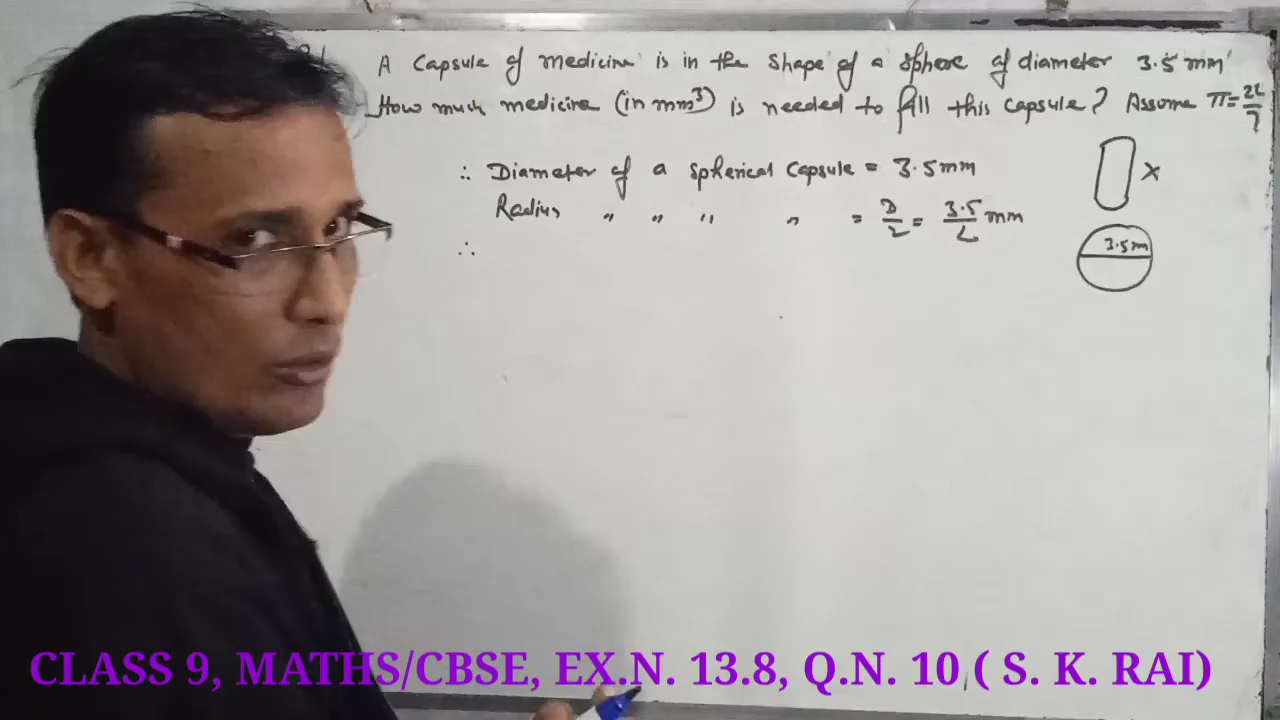 A Capsule of medicine is in the shape of a sphere of diameter 3.5 mm
How much medicine (in mm³) is needed to fill this capsule? Assume π=22/7
∴ Diameter of a spherical capsule = 3.5mm
Radius " " " " = D/2 = 3.5/2 mm
∴
×
3.5m
CLASS 9, MATHS/CBSE, EX.N. 13.8, Q.N. 10 ( S. K. RAI)